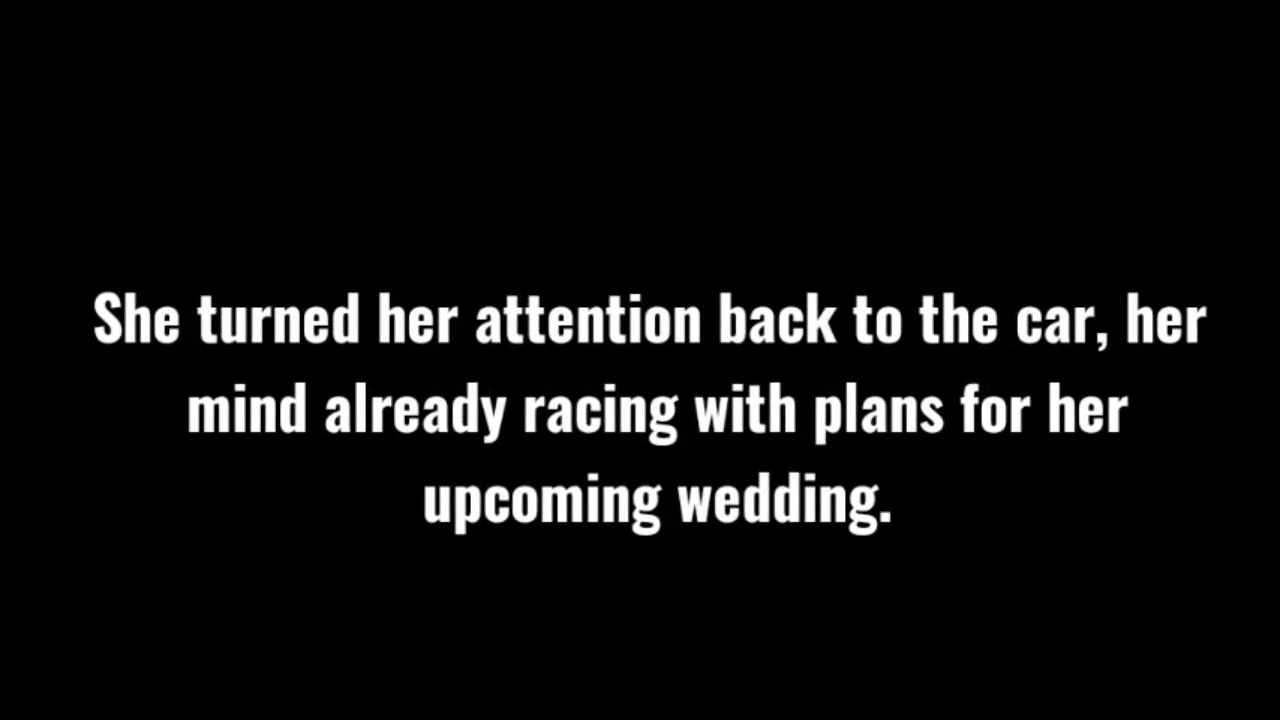 She turned her attention back to the car, her
mind already racing with plans for her
upcoming wedding.